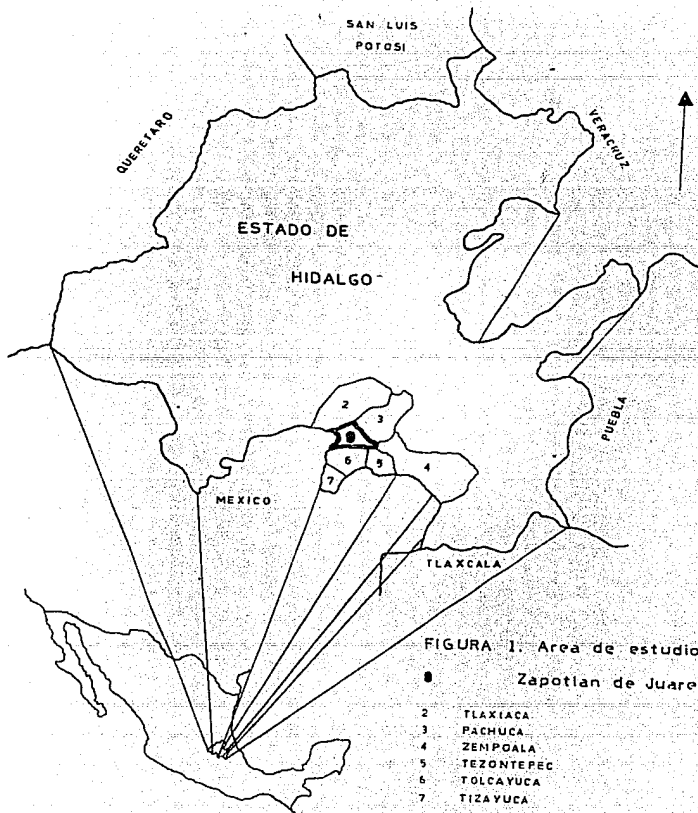 SAN LUIS
POTOSI
QUERETARO
VERACRUZ
ESTADO DE
HIDALGO
2
3
6
5
4
7
PUEBLA
MEXICO
TLAXCALA
FIGURA 1. Area de estudio
Zapotlan de Juare
2 TLAXIACA
3 PACHUCA
4 ZEMPOALA
5 TEZONTEPEC
6 TOLCAYUCA
7 TIZAYUCA